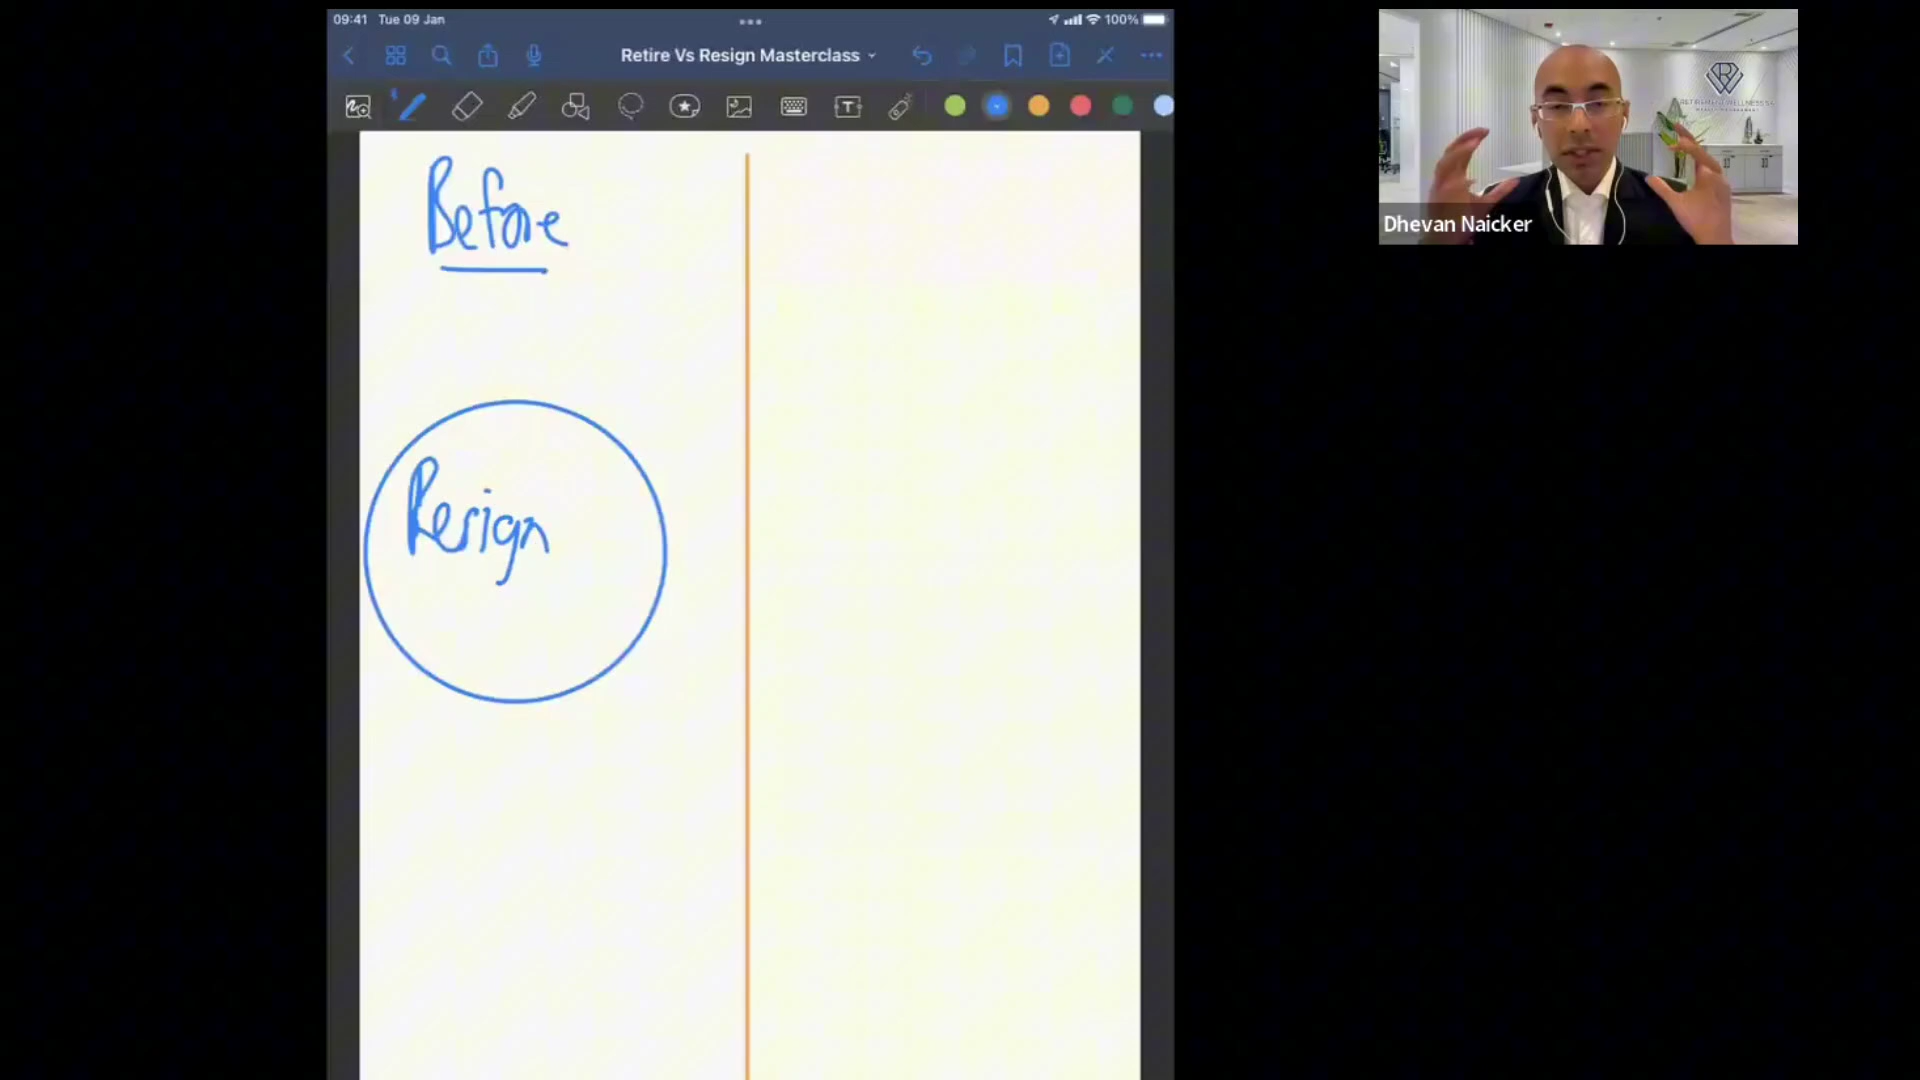 09:41 Tue 09 Jan
100%
Retire Vs Resign Masterclass
T
Before
Resign
Dhevan Naicker